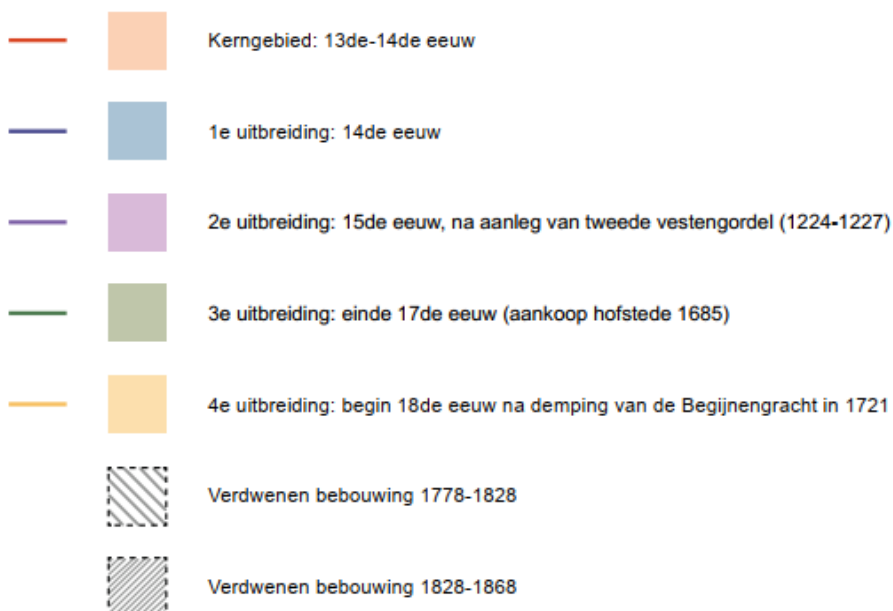 Kerngebied: 13de-14de eeuw
1e uitbreiding: 14de eeuw
2e uitbreiding: 15de eeuw, na aanleg van tweede vestengordel (1224-1227)
3e uitbreiding: einde 17de eeuw (aankoop hofstede 1685)
4e uitbreiding: begin 18de eeuw na demping van de Begijnengracht in 1721
Verdwenen bebouwing 1778-1828
Verdwenen bebouwing 1828-1868